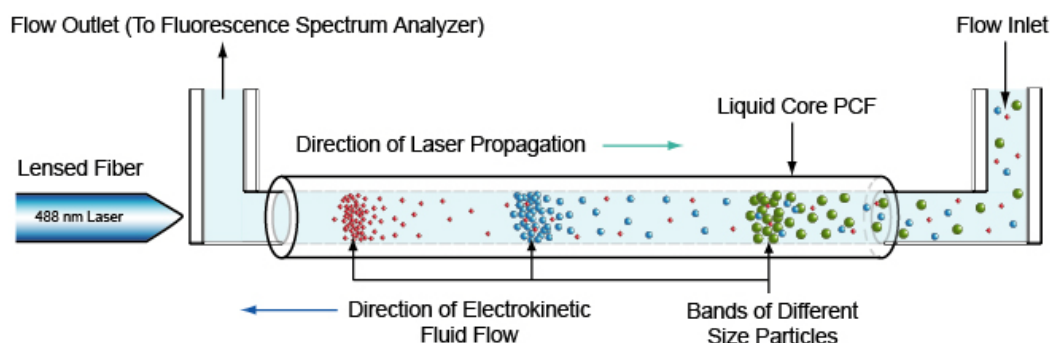 Flow Outlet (To Fluorescence Spectrum Analyzer)
Flow Inlet
Liquid Core PCF
Direction of Laser Propagation
Lensed Fiber
488 nm Laser
Direction of Electrokinetic
Fluid Flow
Bands of Different
Size Particles